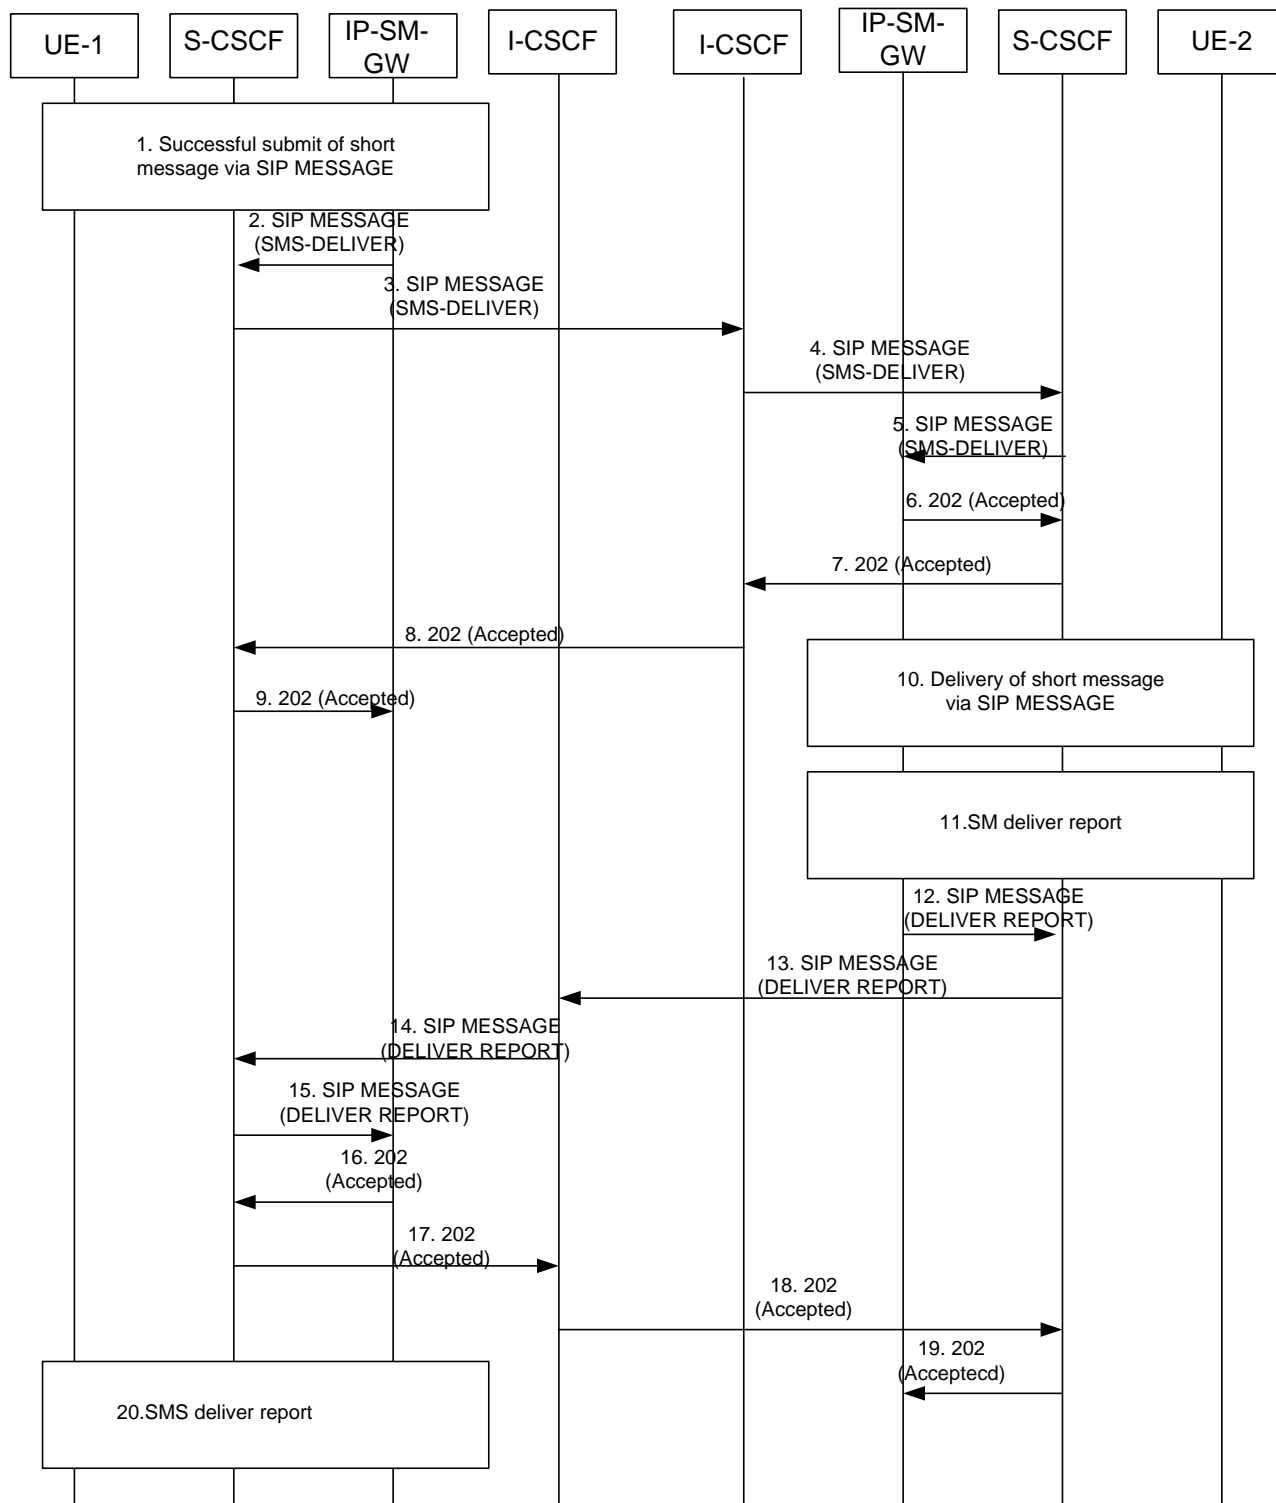 UE-1
S-CSCF
IP-SM-
GW
I-CSCF
I-CSCF
IP-SM-
GW
S-CSCF
UE-2
1. Successful submit of short
message via SIP MESSAGE
2. SIP MESSAGE
(SMS-DELIVER)
3. SIP MESSAGE
(SMS-DELIVER)
4. SIP MESSAGE
(SMS-DELIVER)
5. SIP MESSAGE
(SMS-DELIVER)
6. 202 (Accepted)
7. 202 (Accepted)
8. 202 (Accepted)
9. 202 (Accepted)
10. Delivery of short message
via SIP MESSAGE
11.SM deliver report
12. SIP MESSAGE
(DELIVER REPORT)
13. SIP MESSAGE
(DELIVER REPORT)
14. SIP MESSAGE
(DELIVER REPORT)
15. SIP MESSAGE
(DELIVER REPORT)
16. 202
(Accepted)
17. 202
(Accepted)
18. 202
(Accepted)
19. 202
(Acceptecd)
20.SMS deliver report